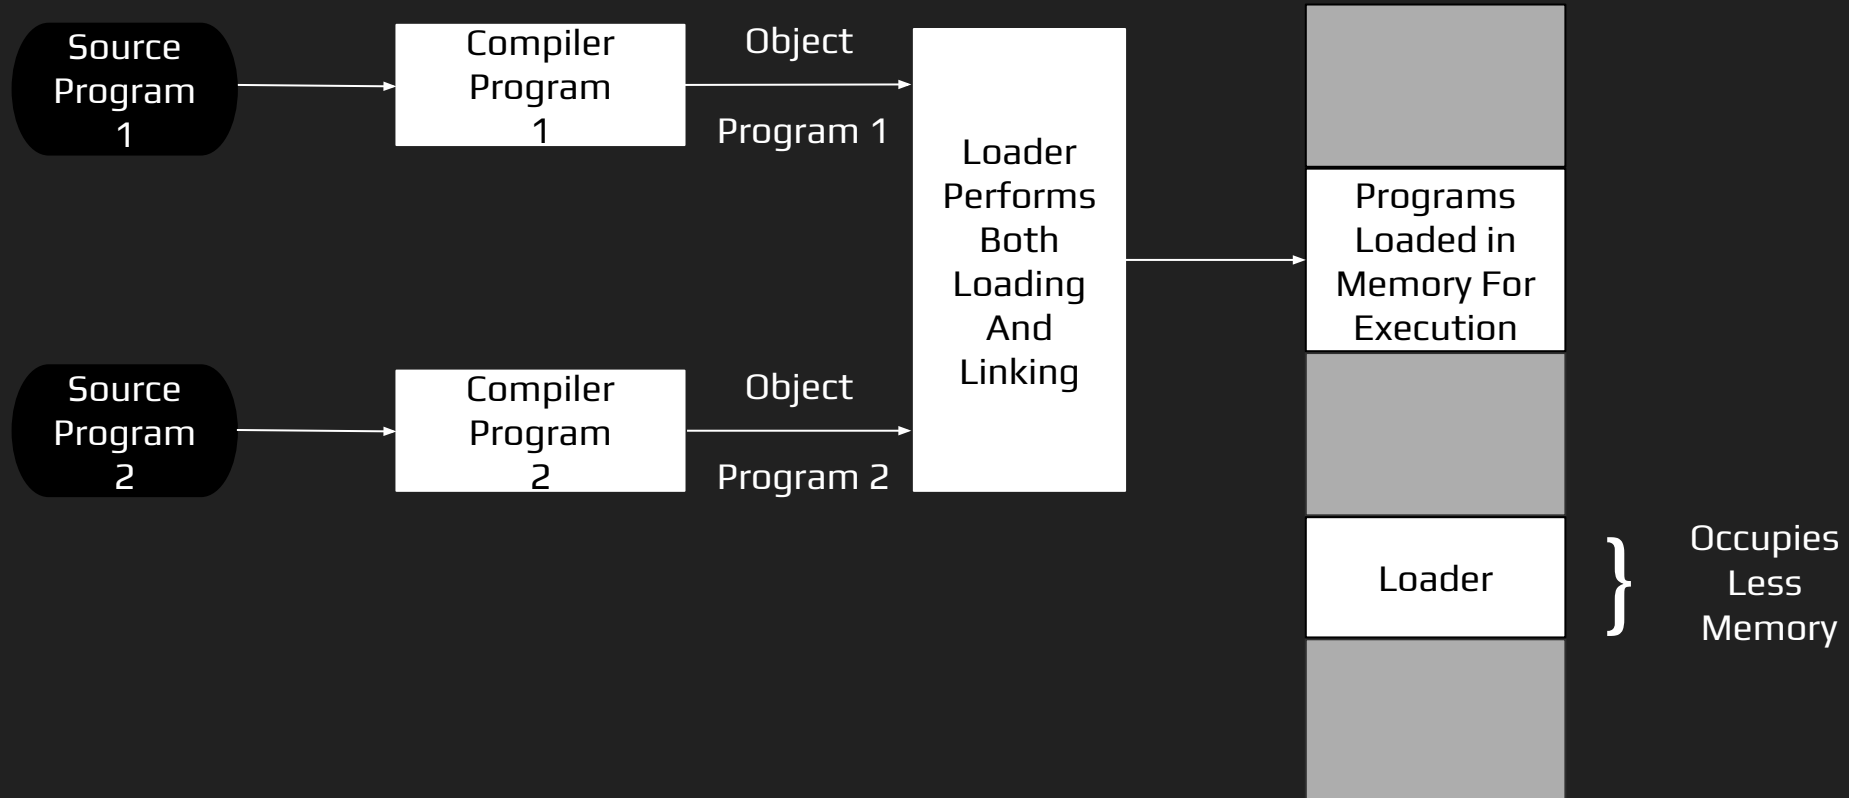 Source
Program
1
Compiler
Program
1
Object
Program 1
Loader
Performs
Both
Loading
And
Linking
Programs
Loaded in
Memory For
Execution
Source
Program
2
Compiler
Program
2
Object
Program 2
Loader
}
Occupies
Less
Memory